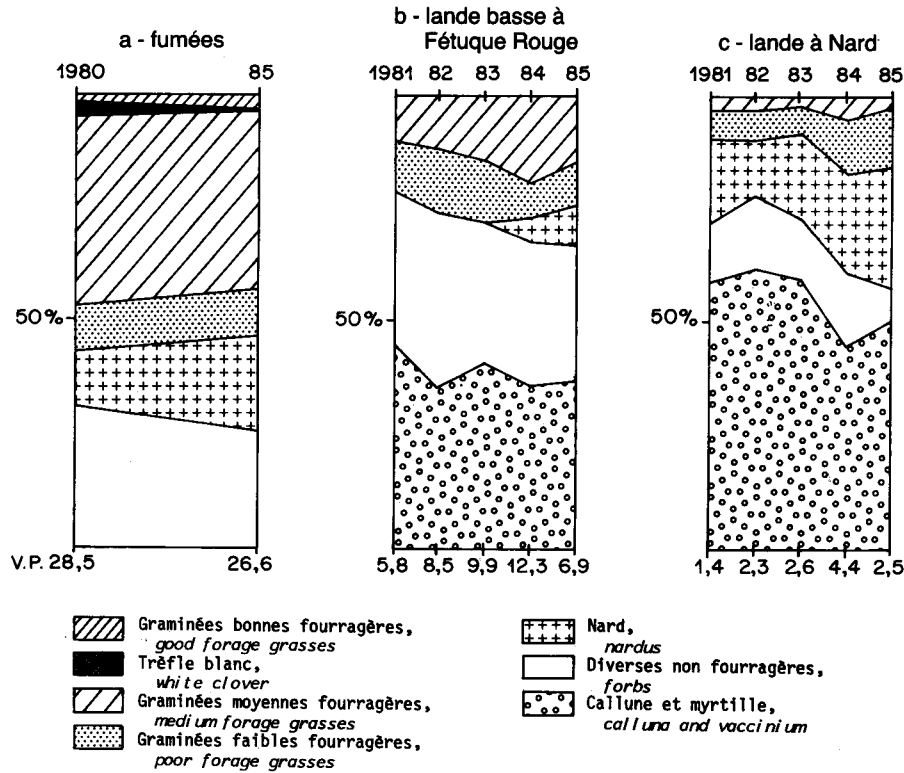 a - fumées
1980 85
b - lande basse à
Fétuque Rouge
1981 82 83 84 85
c - lande à Nard
1981 82 83 84 85
50%
50%
50%
V.P. 28,5 26,6
5,8 8,5 9,9 12,3 6,9
1,4 2,3 2,6 4,4 2,5
Graminées bonnes fourragères,
good forage grasses
Trèfle blanc,
white clover
Graminées moyennes fourragères,
medium forage grasses
Graminées faibles fourragères,
poor forage grasses
Nard,
nardus
Diverses non fourragères,
forbs
Callune et myrtille,
calluna and vaccinium